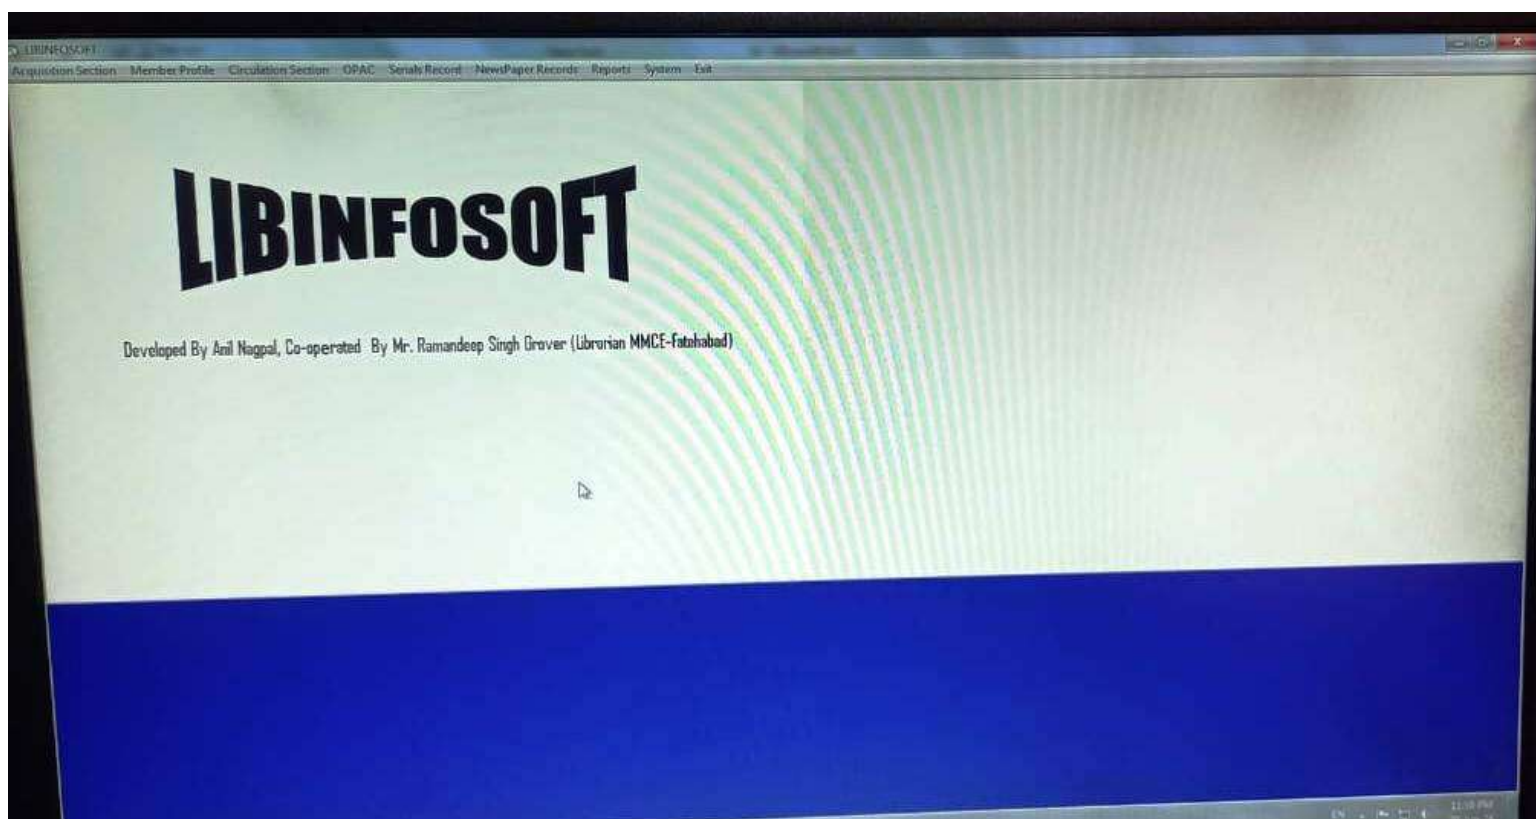 LIBINFOSOFT
Acquisition Section Member Profile Circulation Section OPAC Serials Record NewsPaper Records Reports System Exit
LIBINFOSOFT
Developed By Anil Nagpal, Co-operated By Mr. Ramandeep Singh Grover (Librarian MMCE-Fatehabad)
EN